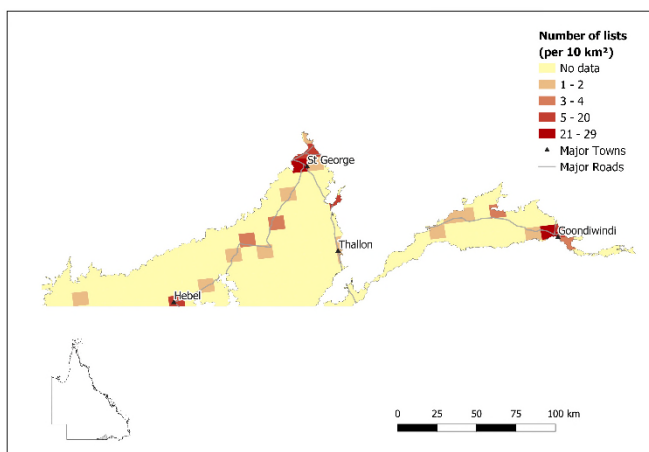 Number of lists
(per 10 km²)
No data
1 - 2
3 - 4
5 - 20
21 - 29
Major Towns
Major Roads
St George
Goondiwindi
Thallon
Hebel
0 25 50 75 100 km